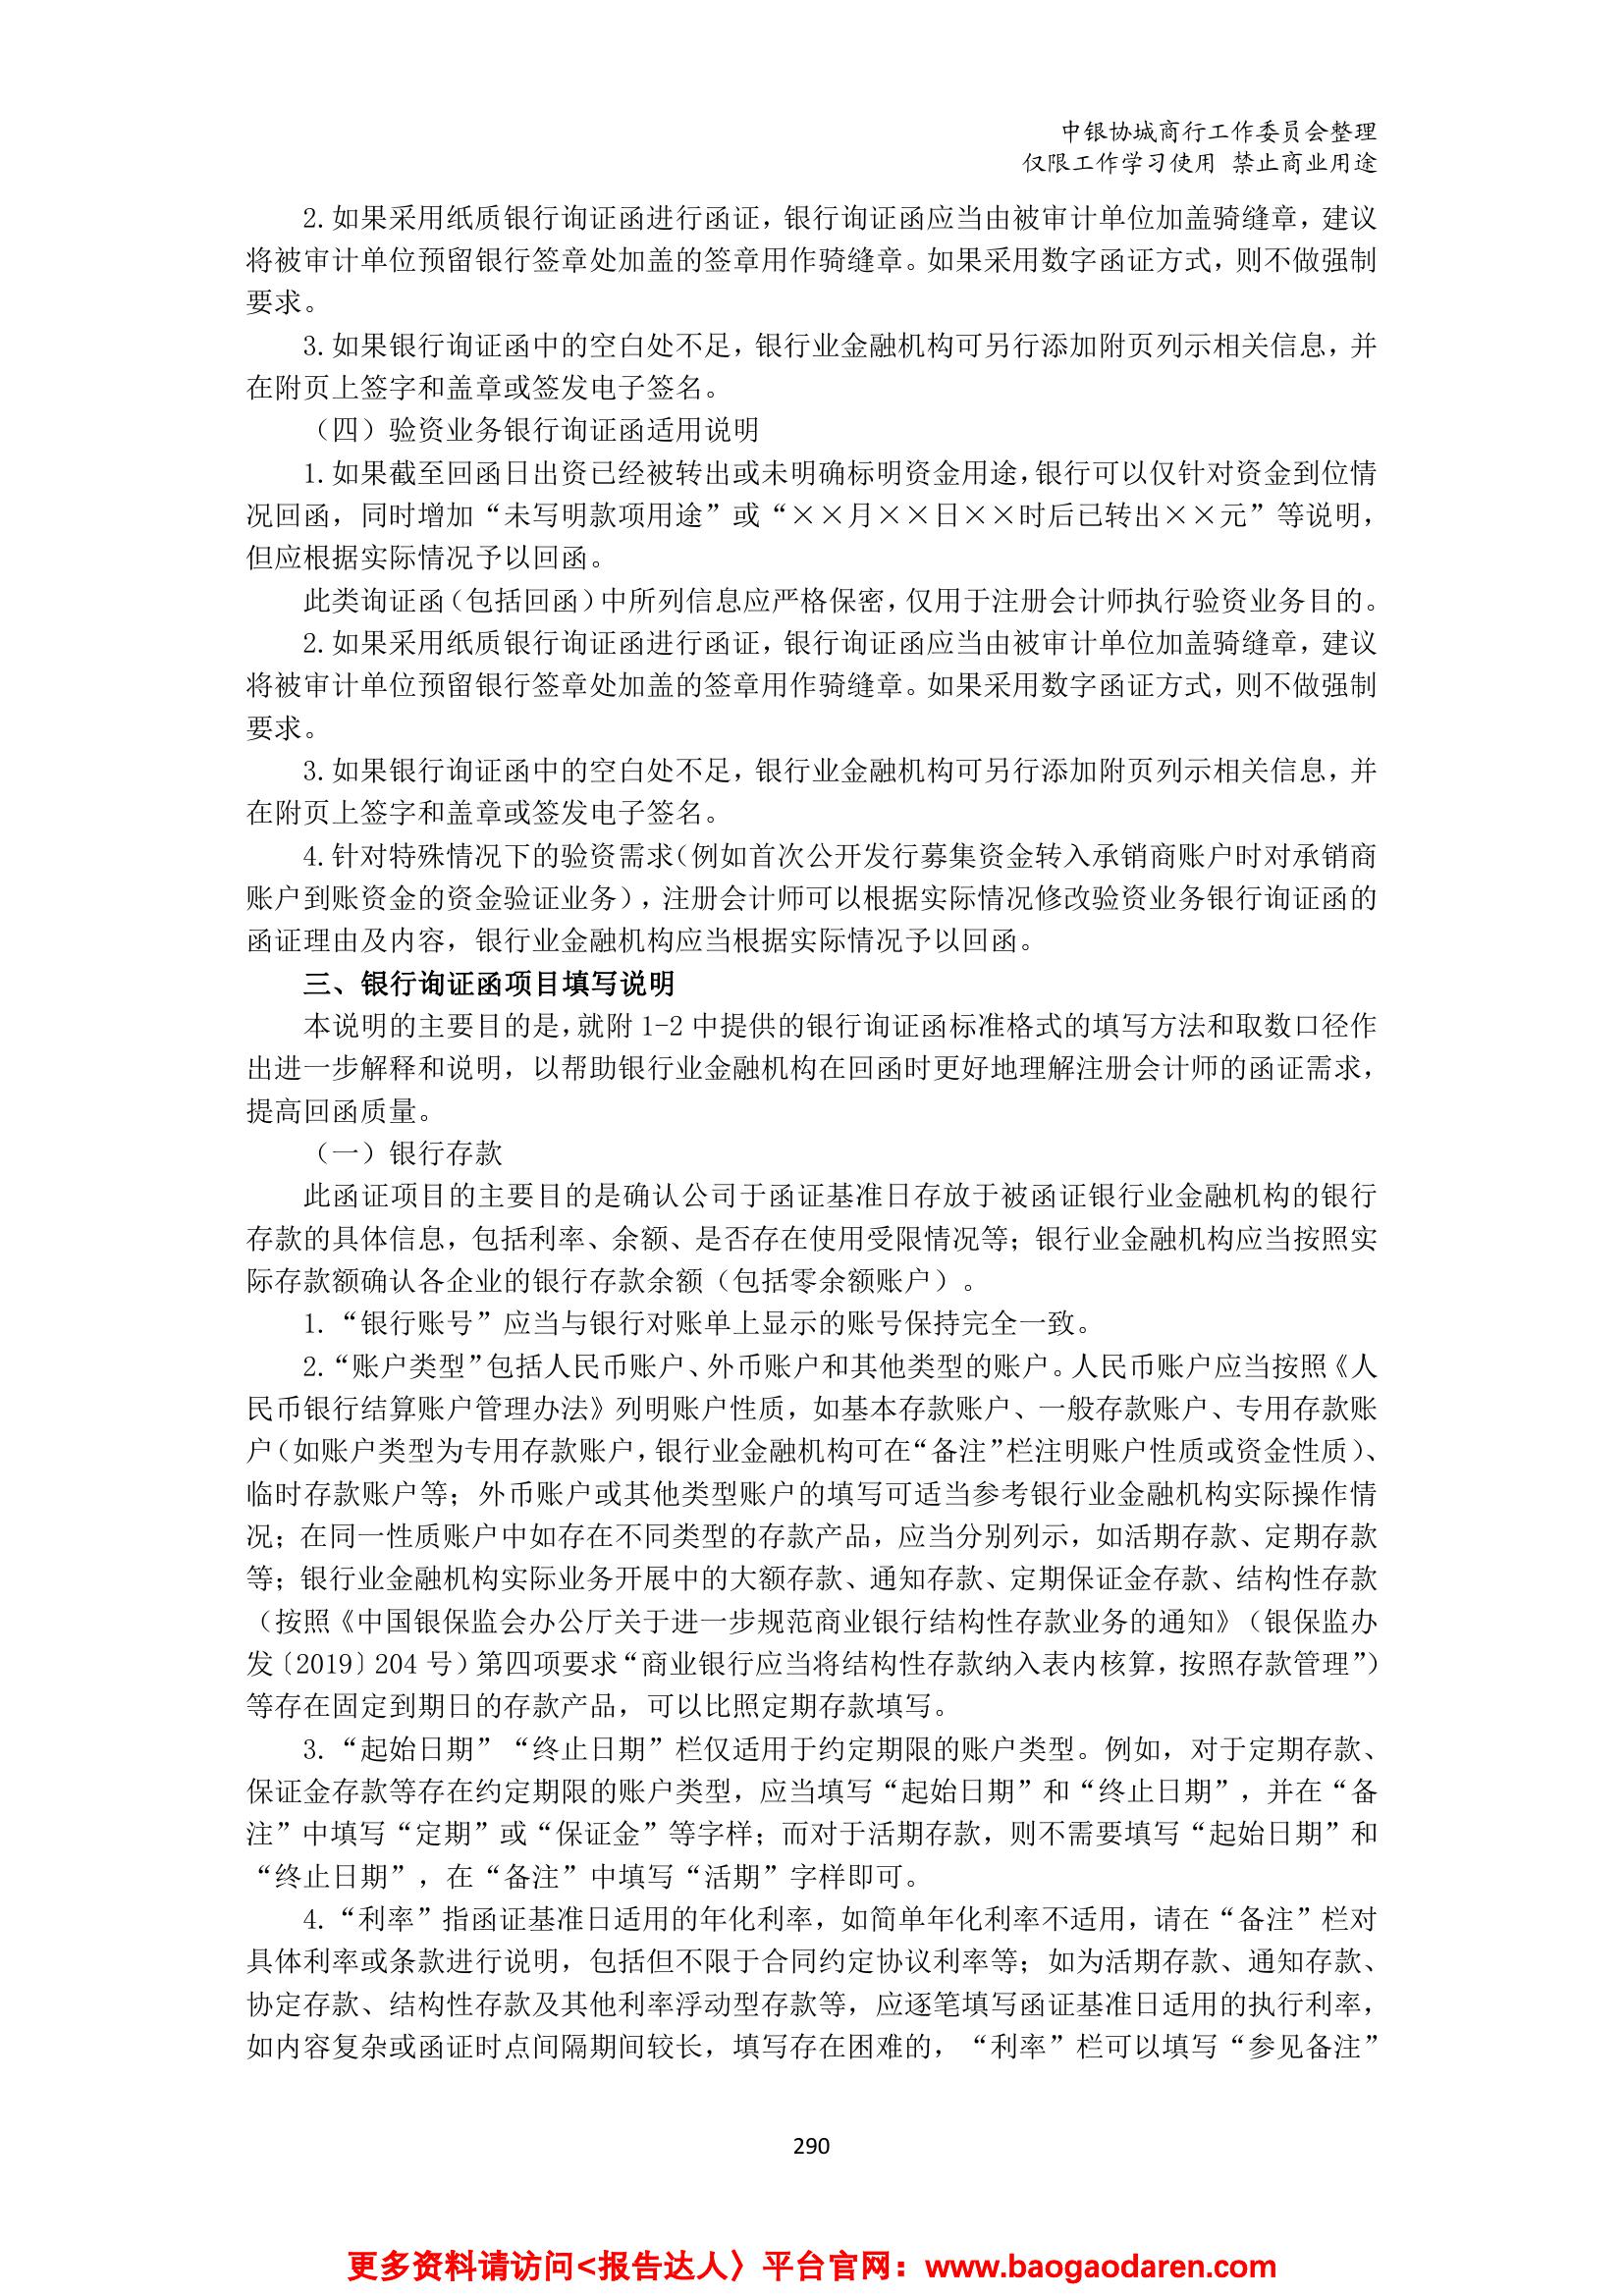 中银协城商行工作委员会整理
仅限工作学习使用 禁止商业用途
2.如果采用纸质银行询证函进行函证，银行询证函应当由被审计单位加盖骑缝章，建议
将被审计单位预留银行签章处加盖的签章用作骑缝章。如果采用数字函证方式，则不做强制
要求。
3.如果银行询证函中的空白处不足，银行业金融机构可另行添加附页列示相关信息，并
在附页上签字和盖章或签发电子签名。
（四）验资业务银行询证函适用说明
1.如果截至回函日出资已经被转出或未明确标明资金用途，银行可以仅针对资金到位情
况回函，同时增加“未写明款项用途”或“××月××日××时后已转出××元”等说明，
但应根据实际情况予以回函。
此类询证函（包括回函）中所列信息应严格保密，仅用于注册会计师执行验资业务目的。
2.如果采用纸质银行询证函进行函证，银行询证函应当由被审计单位加盖骑缝章，建议
将被审计单位预留银行签章处加盖的签章用作骑缝章。如果采用数字函证方式，则不做强制
要求。
3.如果银行询证函中的空白处不足，银行业金融机构可另行添加附页列示相关信息，并
在附页上签字和盖章或签发电子签名。
4.针对特殊情况下的验资需求（例如首次公开发行募集资金转入承销商账户时对承销商
账户到账资金的资金验证业务），注册会计师可以根据实际情况修改验资业务银行询证函的
函证理由及内容，银行业金融机构应当根据实际情况予以回函。
三、银行询证函项目填写说明
本说明的主要目的是，就附 1-2 中提供的银行询证函标准格式的填写方法和取数口径作
出进一步解释和说明，以帮助银行业金融机构在回函时更好地理解注册会计师的函证需求，
提高回函质量。
（一）银行存款
此函证项目的主要目的是确认公司于函证基准日存放于被函证银行业金融机构的银行
存款的具体信息，包括利率、余额、是否存在使用受限情况等；银行业金融机构应当按照实
际存款额确认各企业的银行存款余额（包括零余额账户）。
1.“银行账号”应当与银行对账单上显示的账号保持完全一致。
2.“账户类型”包括人民币账户、外币账户和其他类型的账户。人民币账户应当按照《人
民币银行结算账户管理办法》列明账户性质，如基本存款账户、一般存款账户、专用存款账
户（如账户类型为专用存款账户，银行业金融机构可在“备注”栏注明账户性质或资金性质）、
临时存款账户等；外币账户或其他类型账户的填写可适当参考银行业金融机构实际操作情
况；在同一性质账户中如存在不同类型的存款产品，应当分别列示，如活期存款、定期存款
等；银行业金融机构实际业务开展中的大额存款、通知存款、定期保证金存款、结构性存款
（按照《中国银保监会办公厅关于进一步规范商业银行结构性存款业务的通知》（银保监办
发〔2019〕204 号）第四项要求“商业银行应当将结构性存款纳入表内核算，按照存款管理”）
等存在固定到期日的存款产品，可以比照定期存款填写。
3.“起始日期”“终止日期”栏仅适用于约定期限的账户类型。例如，对于定期存款、
保证金存款等存在约定期限的账户类型，应当填写“起始日期”和“终止日期”，并在“备
注”中填写“定期”或“保证金”等字样；而对于活期存款，则不需要填写“起始日期”和
“终止日期”，在“备注”中填写“活期”字样即可。
4.“利率”指函证基准日适用的年化利率，如简单年化利率不适用，请在“备注”栏对
具体利率或条款进行说明，包括但不限于合同约定协议利率等；如为活期存款、通知存款、
协定存款、结构性存款及其他利率浮动型存款等，应逐笔填写函证基准日适用的执行利率，
如内容复杂或函证时点间隔期间较长，填写存在困难的，“利率”栏可以填写“参见备注”
290
更多资料请访问<报告达人〉平台官网：www.baogaodaren.com